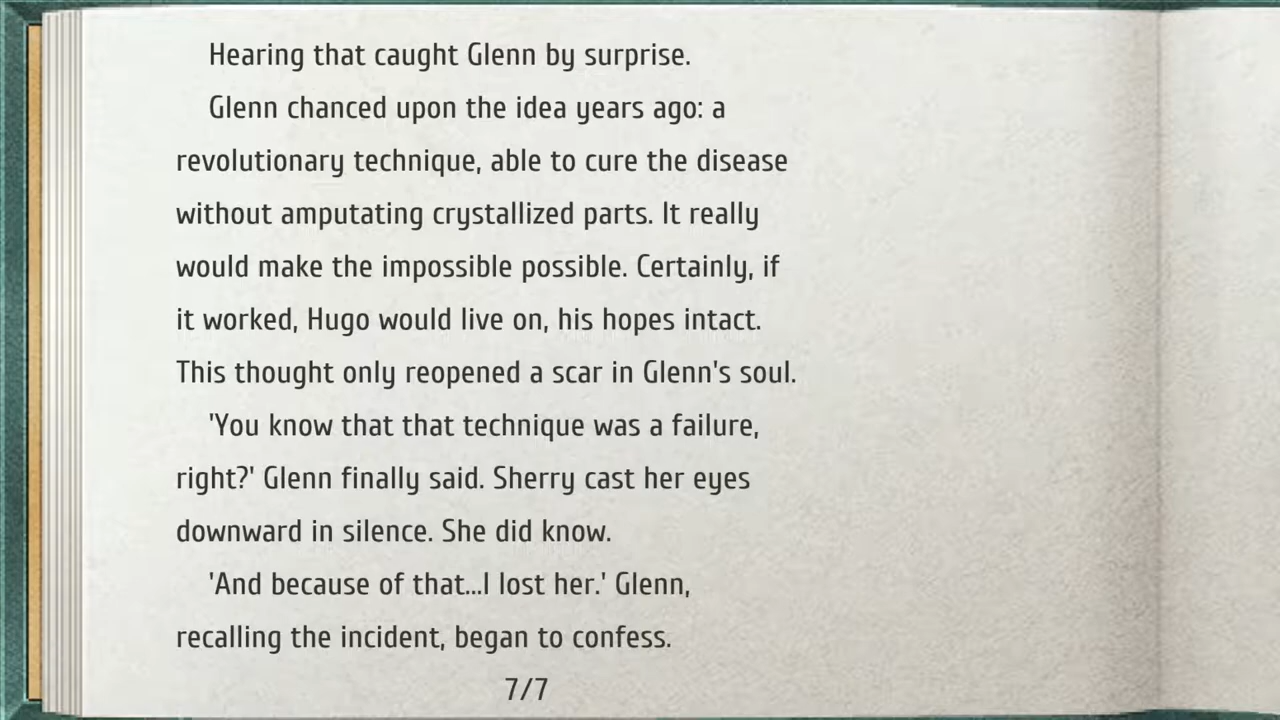 Hearing that caught Glenn by surprise.
Glenn chanced upon the idea years ago: a
revolutionary technique, able to cure the disease
without amputating crystallized parts. It really
would make the impossible possible. Certainly, if
it worked, Hugo would live on, his hopes intact.
This thought only reopened a scar in Glenn's soul.
'You know that that technique was a failure,
right?' Glenn finally said. Sherry cast her eyes
downward in silence. She did know.
'And because of that...I lost her.' Glenn,
recalling the incident, began to confess.
7/7